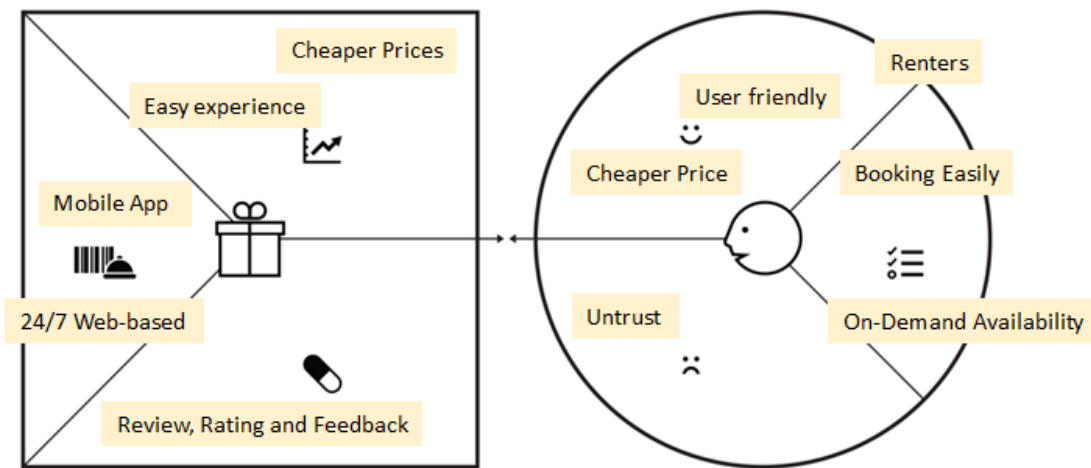 Cheaper Prices
Easy experience
Mobile App
24/7 Web-based
Review, Rating and Feedback
Renters
User friendly
Cheaper Price
Booking Easily
Untrust
On-Demand Availability